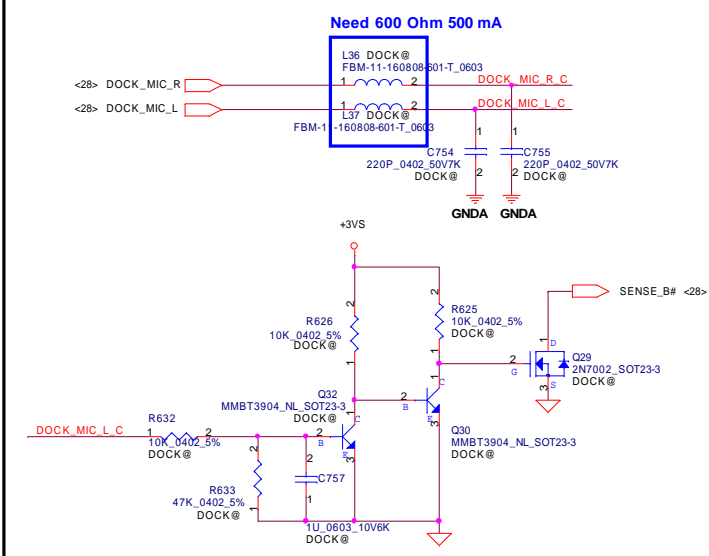 Need 600 Ohm 500 mA
L36 DOCK@
FBM-11-160808-601-T_0603
<28> DOCK_MIC_R
1
2
DOCK_MIC_R_C
<28> DOCK_MIC_L
1
2
DOCK_MIC_L_C
L37 DOCK@
FBM-11-160808-601-T_0603
1
1
C754
C755
220P_0402_50V7K
220P_0402_50V7K
2
2
DOCK@
DOCK@
GNDA
GNDA
+3VS
SENSE_B# <28>
2
2
R626
10K_0402_5%
DOCK@
1
R625
10K_0402_5%
DOCK@
1
1
D
2
G
Q29
2N7002_SOT23-3
DOCK@
3
S
Q32
MMBT3904_NL_SOT23-3
DOCK@
1
C
2
B
1
C
E
3
Q30
MMBT3904_NL_SOT23-3
DOCK@
DOCK_MIC_L_C
R632
1
2
10K_0402_5%
DOCK@
2
B
E
3
2
R633
47K_0402_5%
DOCK@
1
2
C757
1
1U_0603_10V6K
DOCK@